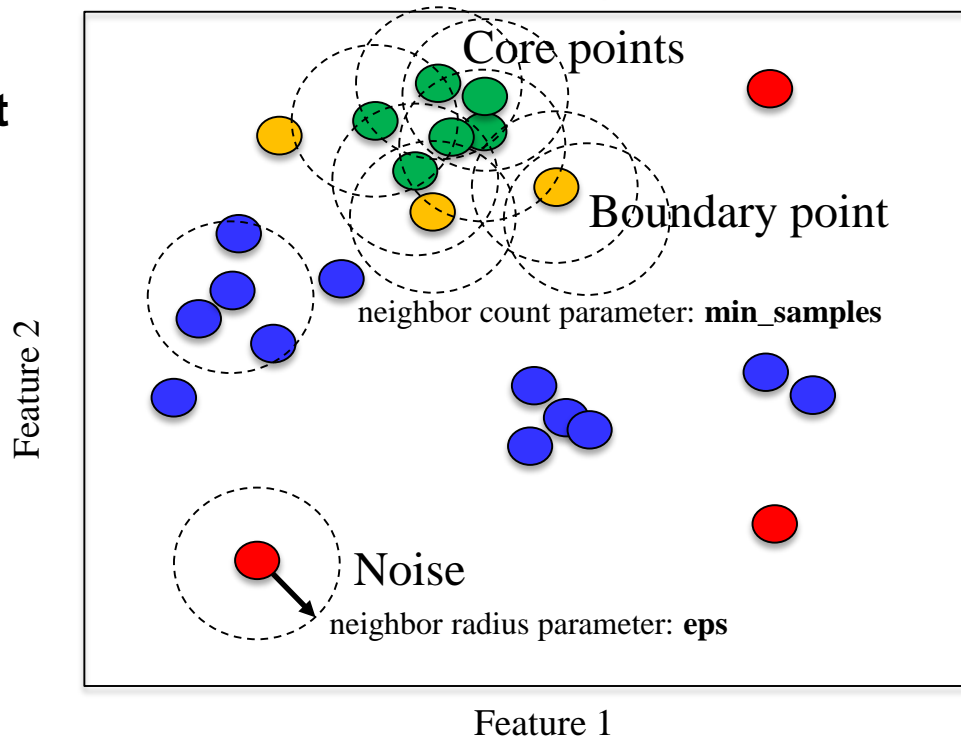 Core points
t
Boundary point
neighbor count parameter: min_samples
Feature 2
Noise
neighbor radius parameter: eps
Feature 1